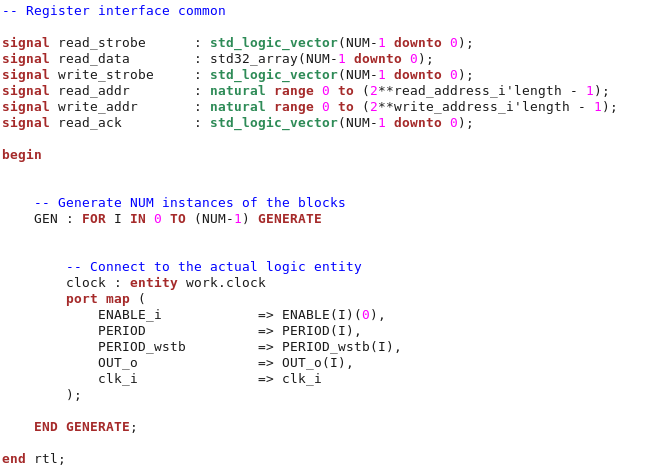 -- Register interface common
signal read_strobe      : std_logic_vector(NUM-1 downto 0);
signal read_data        : std32_array(NUM-1 downto 0);
signal write_strobe     : std_logic_vector(NUM-1 downto 0);
signal read_addr        : natural range 0 to (2**read_address_i'length - 1);
signal write_addr       : natural range 0 to (2**write_address_i'length - 1);
signal read_ack         : std_logic_vector(NUM-1 downto 0);
begin
    -- Generate NUM instances of the blocks
    GEN : FOR I IN 0 TO (NUM-1) GENERATE
        -- Connect to the actual logic entity
        clock : entity work.clock
        port map (
            ENABLE_i            => ENABLE(I)(0),
            PERIOD              => PERIOD(I),
            PERIOD_wstb         => PERIOD_wstb(I),
            OUT_o               => OUT_o(I),
            clk_i               => clk_i
        );
    END GENERATE;
end rtl;